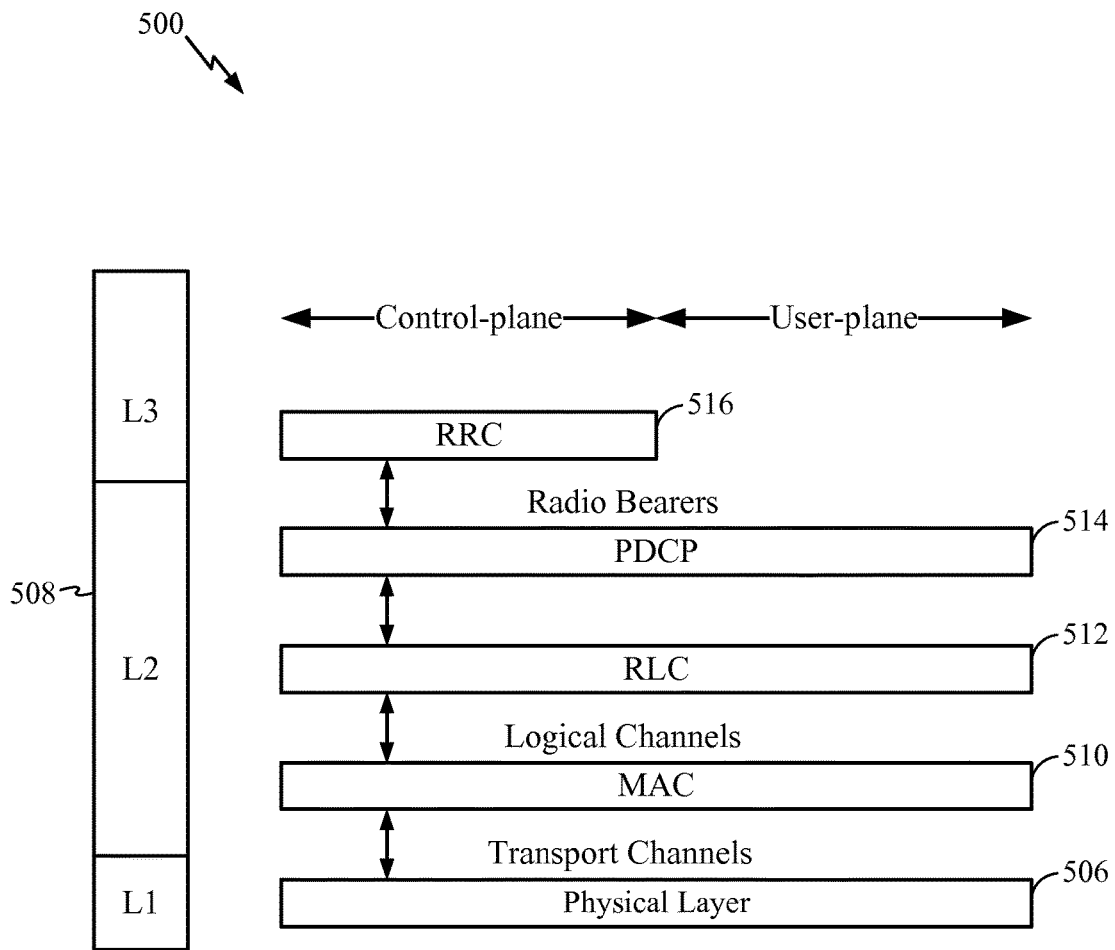 500
Control-plane
User-plane
L3
RRC
516
Radio Bearers
514
PDCP
508
512
L2
RLC
Logical Channels
510
MAC
Transport Channels
506
L1
Physical Layer